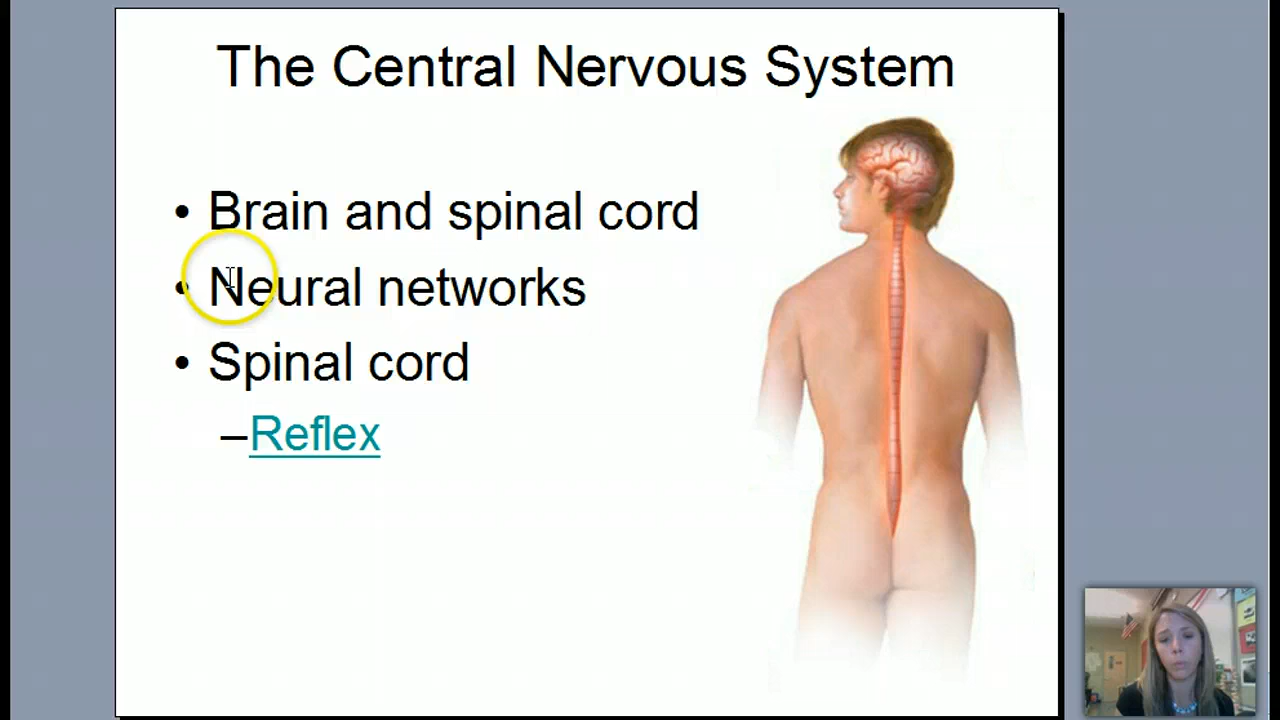 The Central Nervous System
• Brain and spinal cord
• Neural networks
• Spinal cord
–Reflex